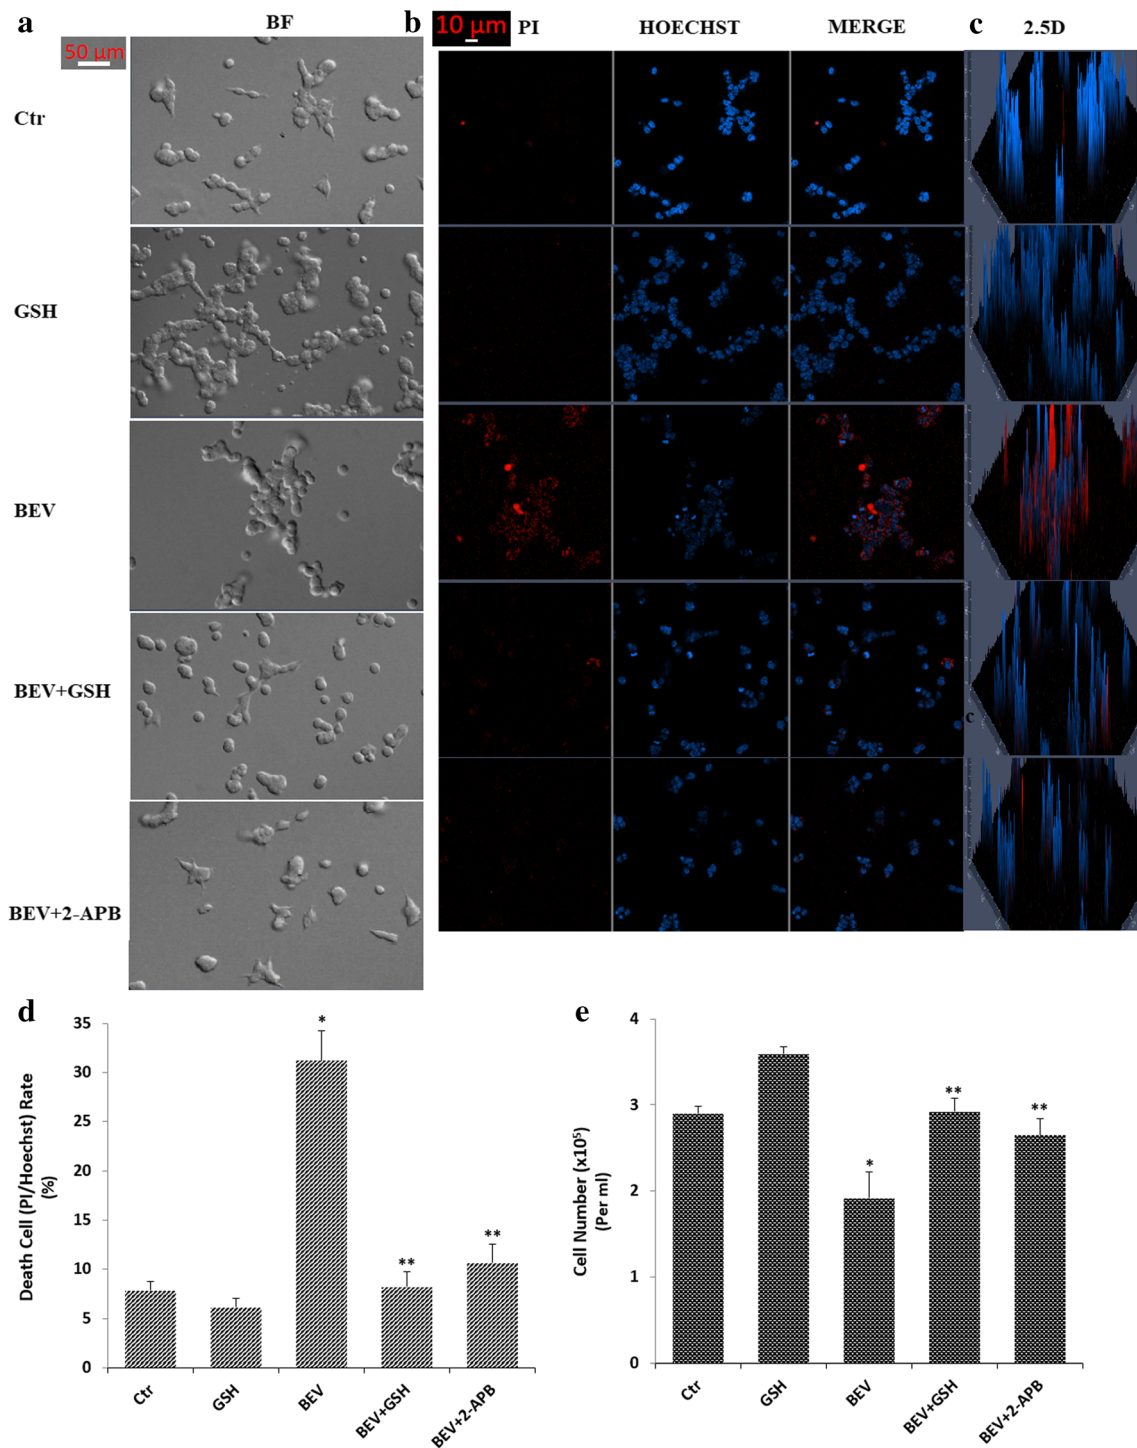 a
BF
b
10 µm
PI
HOECHST
MERGE
c
2.5D
50 µm
Ctr
GSH
BEV
BEV+GSH
c
BEV+2-APB
d
Death Cell (PI/Hoechst) Rate
(%)
35
30
25
20
15
10
5
0
*
**
**
Ctr
GSH
BEV
BEV+GSH
BEV+2-APB
e
Cell Number (x10⁵)
(Per ml)
4
3
2
1
0
*
**
**
Ctr
GSH
BEV
BEV+GSH
BEV+2-APB